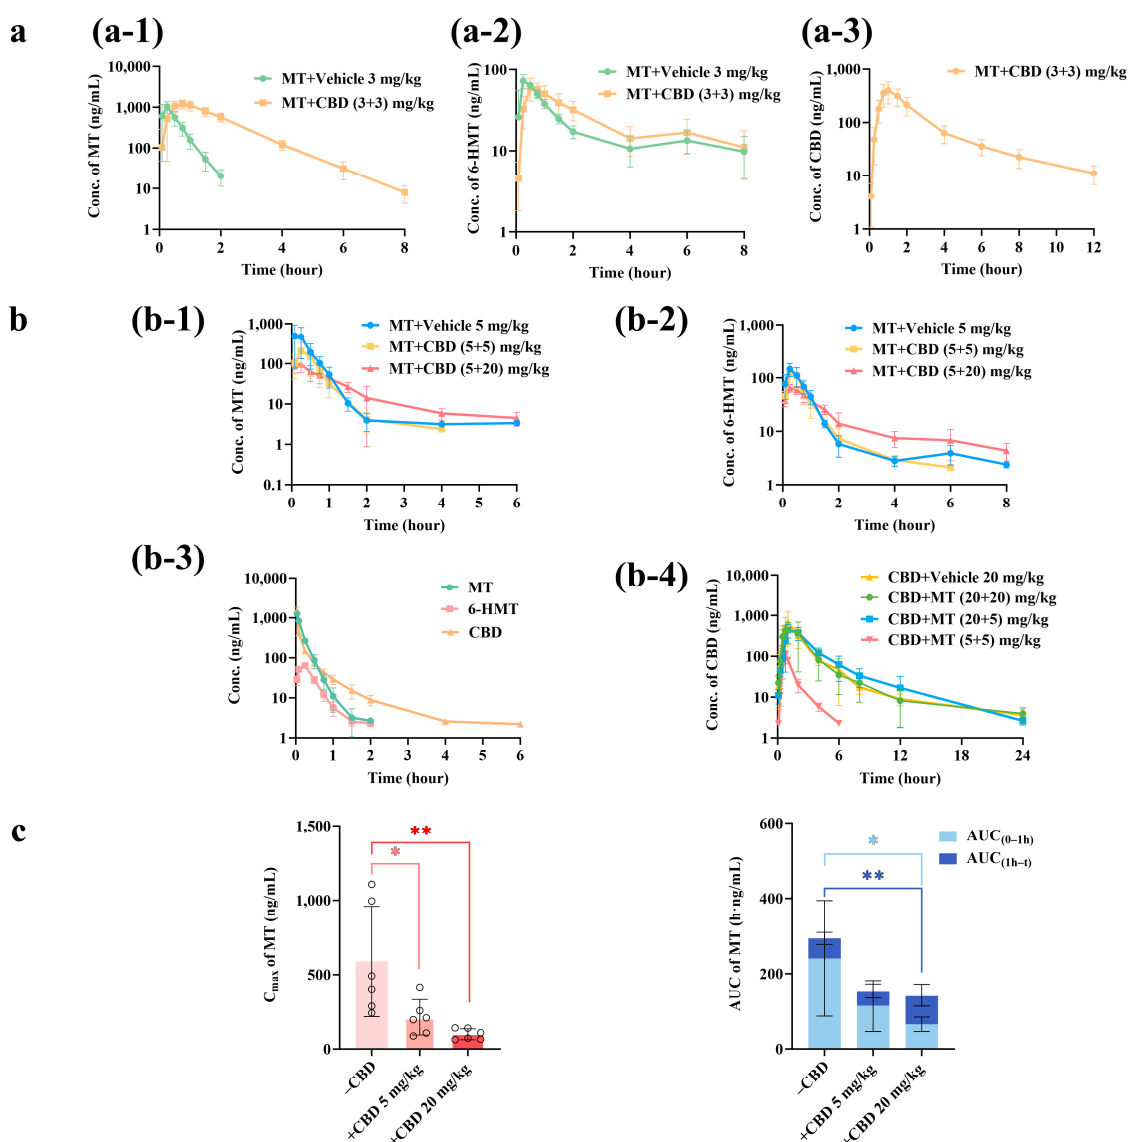 a
(a-1)
(a-2)
(a-3)
MT+Vehicle 3 mg/kg
MT+CBD (3+3) mg/kg
Conc. of MT (ng/mL)
10,000
1,000
100
10
1
0 2 4 6 8
Time (hour)
MT+Vehicle 3 mg/kg
MT+CBD (3+3) mg/kg
Conc. of 6-HMT (ng/mL)
100
10
1
0 2 4 6 8
Time (hour)
MT+CBD (3+3) mg/kg
Conc. of CBD (ng/mL)
1,000
100
10
1
0 2 4 6 8 10 12
Time (hour)
b
(b-1)
(b-2)
MT+Vehicle 5 mg/kg
MT+CBD (5+5) mg/kg
MT+CBD (5+20) mg/kg
Conc. of MT (ng/mL)
1,000
100
10
1
0.1
0 1 2 3 4 5 6
Time (hour)
MT+Vehicle 5 mg/kg
MT+CBD (5+5) mg/kg
MT+CBD (5+20) mg/kg
Conc. of 6-HMT (ng/mL)
1,000
100
10
1
0 2 4 6 8
Time (hour)
(b-3)
(b-4)
MT
6-HMT
CBD
Conc. (ng/mL)
10,000
1,000
100
10
1
0 1 2 3 4 5 6
Time (hour)
CBD+Vehicle 20 mg/kg
CBD+MT (20+20) mg/kg
CBD+MT (20+5) mg/kg
CBD+MT (5+5) mg/kg
Conc. of CBD (ng/mL)
10,000
1,000
100
10
1
0 6 12 18 24
Time (hour)
c
Cmax of MT (ng/mL)
1,500
1,000
500
0
**
*
–CBD
+CBD 5 mg/kg
+CBD 20 mg/kg
AUC(0–1h)
AUC(1h–t)
AUC of MT (h·ng/mL)
600
400
200
0
*
**
–CBD
+CBD 5 mg/kg
+CBD 20 mg/kg